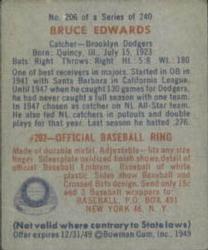 No. 206 of a Series of 240
BRUCE EDWARDS
Catcher—Brooklyn Dodgers
Born: Quincy, Ill., July 15, 1923
Bats: Right Throws: Right Ht.: 5:8 Wt.: 180
One of best receivers in majors. Started in OB in
1941 with Santa Barbara in California League.
Until 1947 when he caught 130 games for Dodgers,
he had never caught a full season with one team.
In 1947 chosen as catcher on NL All-Star team.
He also led NL catchers in putouts and double
plays for that year. Last season he batted .276.
#202—OFFICIAL BASEBALL RING
Made of durable metal. Adjustable—fits any size
finger. Silverplate oxidized finish shows detail of
official Baseball Emblem. Baseball of white
plastic. Sides show Baseball and
Crossed Bats design. Send only 15c
and 3 Baseball wrappers to:
BASEBALL, P.O. BOX 491
NEW YORK 46, N. Y.
(Not valid where contrary to State laws)
Offer expires 12/31/49 © Bowman Gum, Inc., 1949